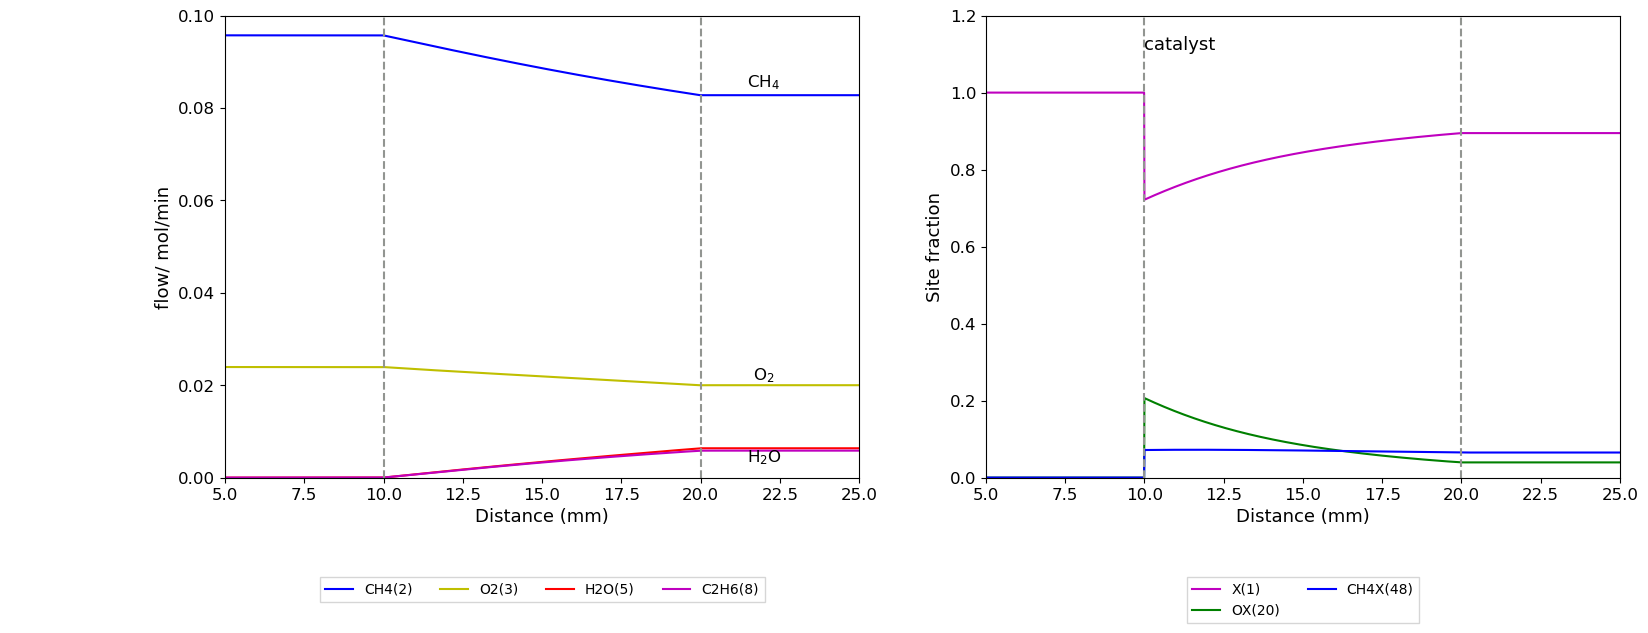 0.10
0.08
0.06
0.04
0.02
0.00
flow/ mol/min
CH₄
O₂
H₂O
5.0 7.5 10.0 12.5 15.0 17.5 20.0 22.5 25.0
Distance (mm)
CH4(2) O2(3) H2O(5) C2H6(8)
1.2
1.0
0.8
0.6
0.4
0.2
0.0
Site fraction
catalyst
5.0 7.5 10.0 12.5 15.0 17.5 20.0 22.5 25.0
Distance (mm)
X(1) CH4X(48)
OX(20)